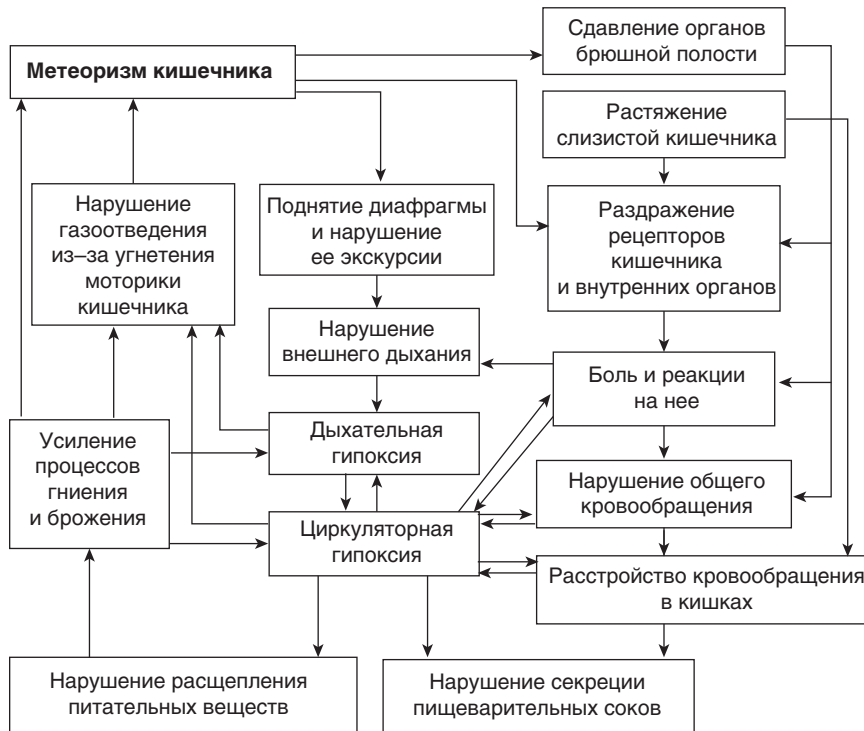 Сдавление органов
брюшной полости
Метеоризм кишечника
Растяжение
слизистой кишечника
Нарушение
газоотведения
из–за угнетения
моторики
кишечника
Поднятие диафрагмы
и нарушение
ее экскурсии
Раздражение
рецепторов
кишечника
и внутренних органов
Нарушение
внешнего дыхания
Боль и реакции
на нее
Усиление
процессов
гниения
и брожения
Дыхательная
гипоксия
Нарушение общего
кровообращения
Циркуляторная
гипоксия
Расстройство кровообращения
в кишках
Нарушение расщепления
питательных веществ
Нарушение секреции
пищеварительных соков